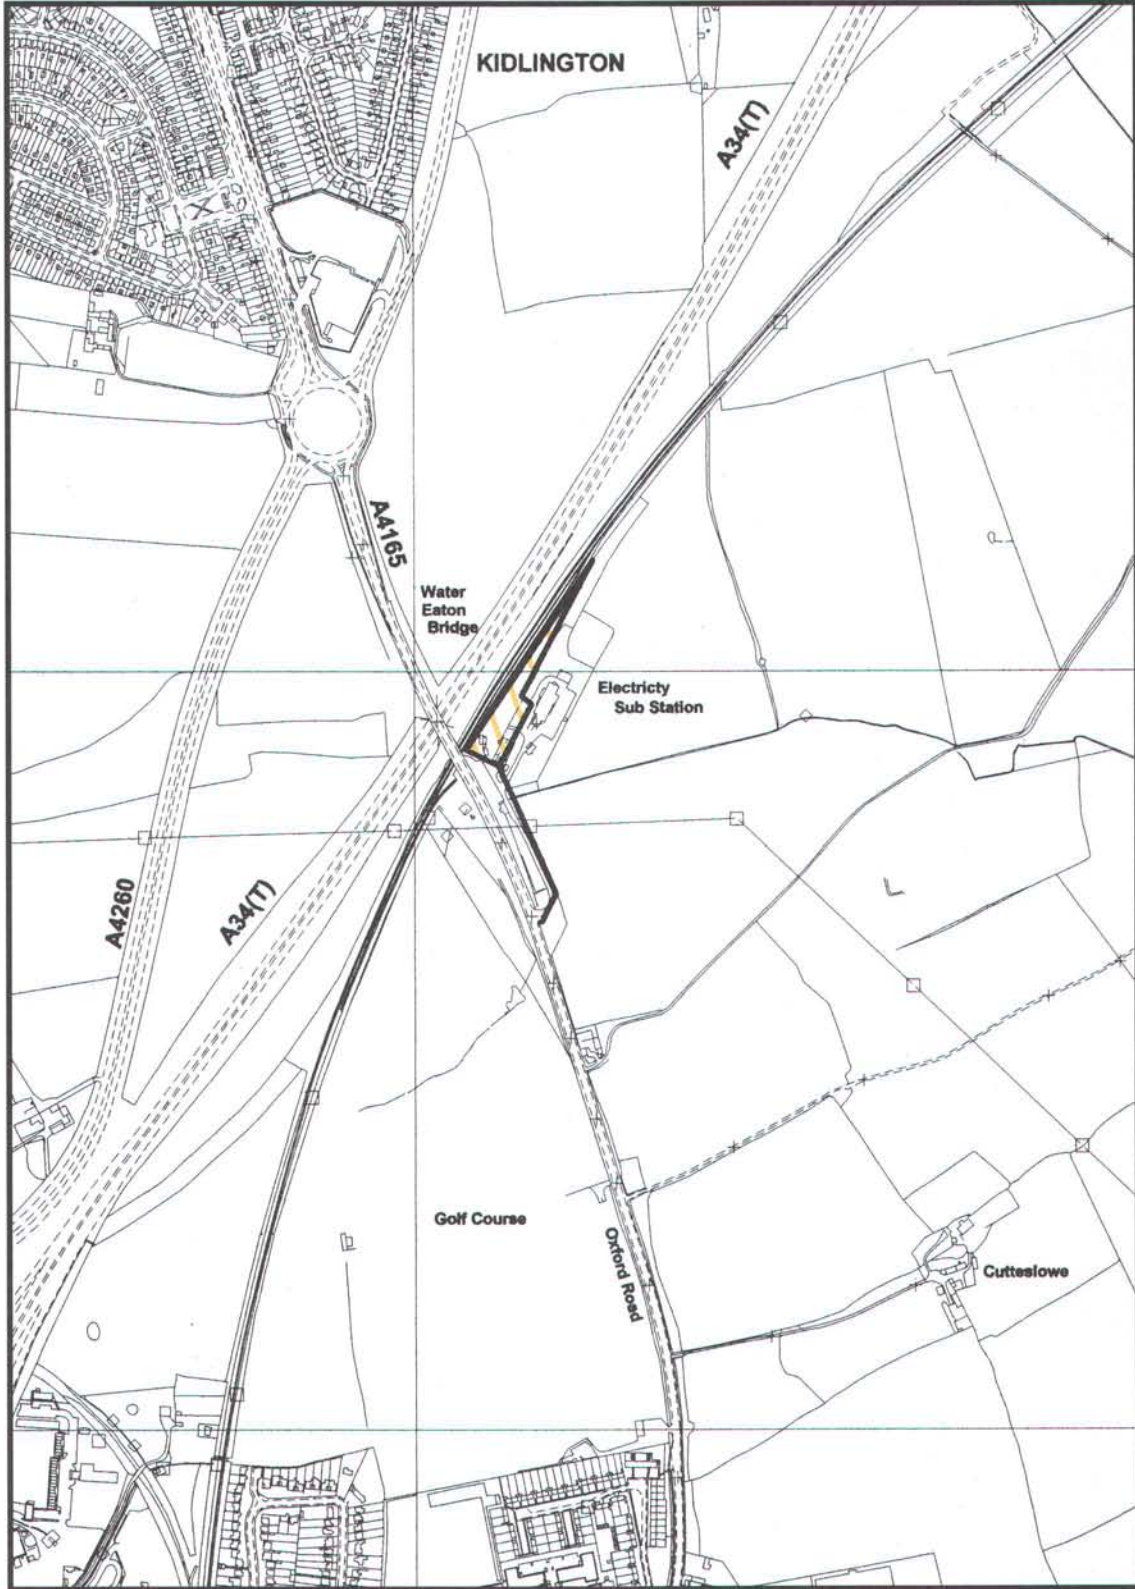 KIDLINGTON
A34(T)
A4165
Water
Eaton
Bridge
Electricty
Sub Station
A4260
A34(T)
Golf Course
Oxford Road
Cutteslowe